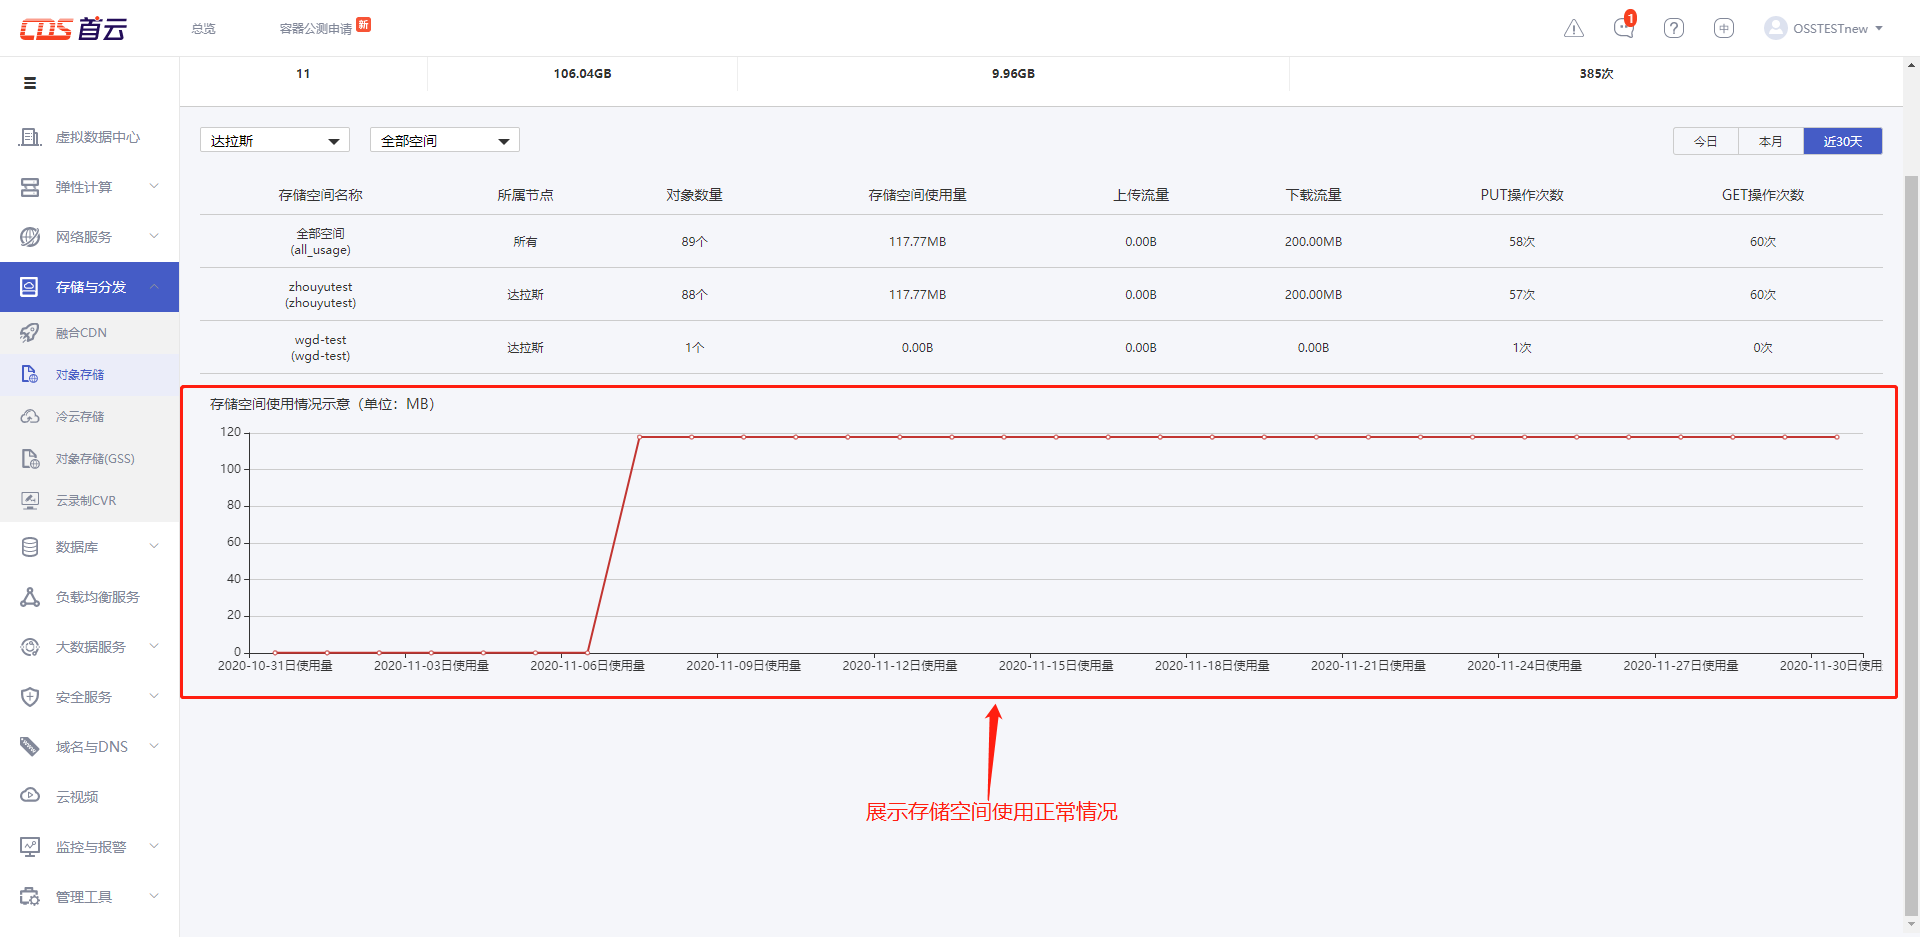 CDS 首云
总览
容器公测申请 新
1
?
中
OSSTESTnew
11
106.04GB
9.96GB
385次
虚拟数据中心
弹性计算
网络服务
存储与分发
融合CDN
对象存储
冷云存储
对象存储(GSS)
云录制CVR
数据库
负载均衡服务
大数据服务
安全服务
域名与DNS
云视频
监控与报警
管理工具
达拉斯
全部空间
今日
本月
近30天
存储空间名称 所属节点 对象数量 存储空间使用量 上传流量 下载流量 PUT操作次数 GET操作次数
全部空间
(all_usage)
所有 89个 117.77MB 0.00B 200.00MB 58次 60次
zhouyutest
(zhouyutest)
达拉斯 88个 117.77MB 0.00B 200.00MB 57次 60次
wgd-test
(wgd-test)
达拉斯 1个 0.00B 0.00B 0.00B 1次 0次
存储空间使用情况示意（单位：MB）
120
100
80
60
40
20
0
2020-10-31日使用量 2020-11-03日使用量 2020-11-06日使用量 2020-11-09日使用量 2020-11-12日使用量 2020-11-15日使用量 2020-11-18日使用量 2020-11-21日使用量 2020-11-24日使用量 2020-11-27日使用量 2020-11-30日使用
展示存储空间使用正常情况